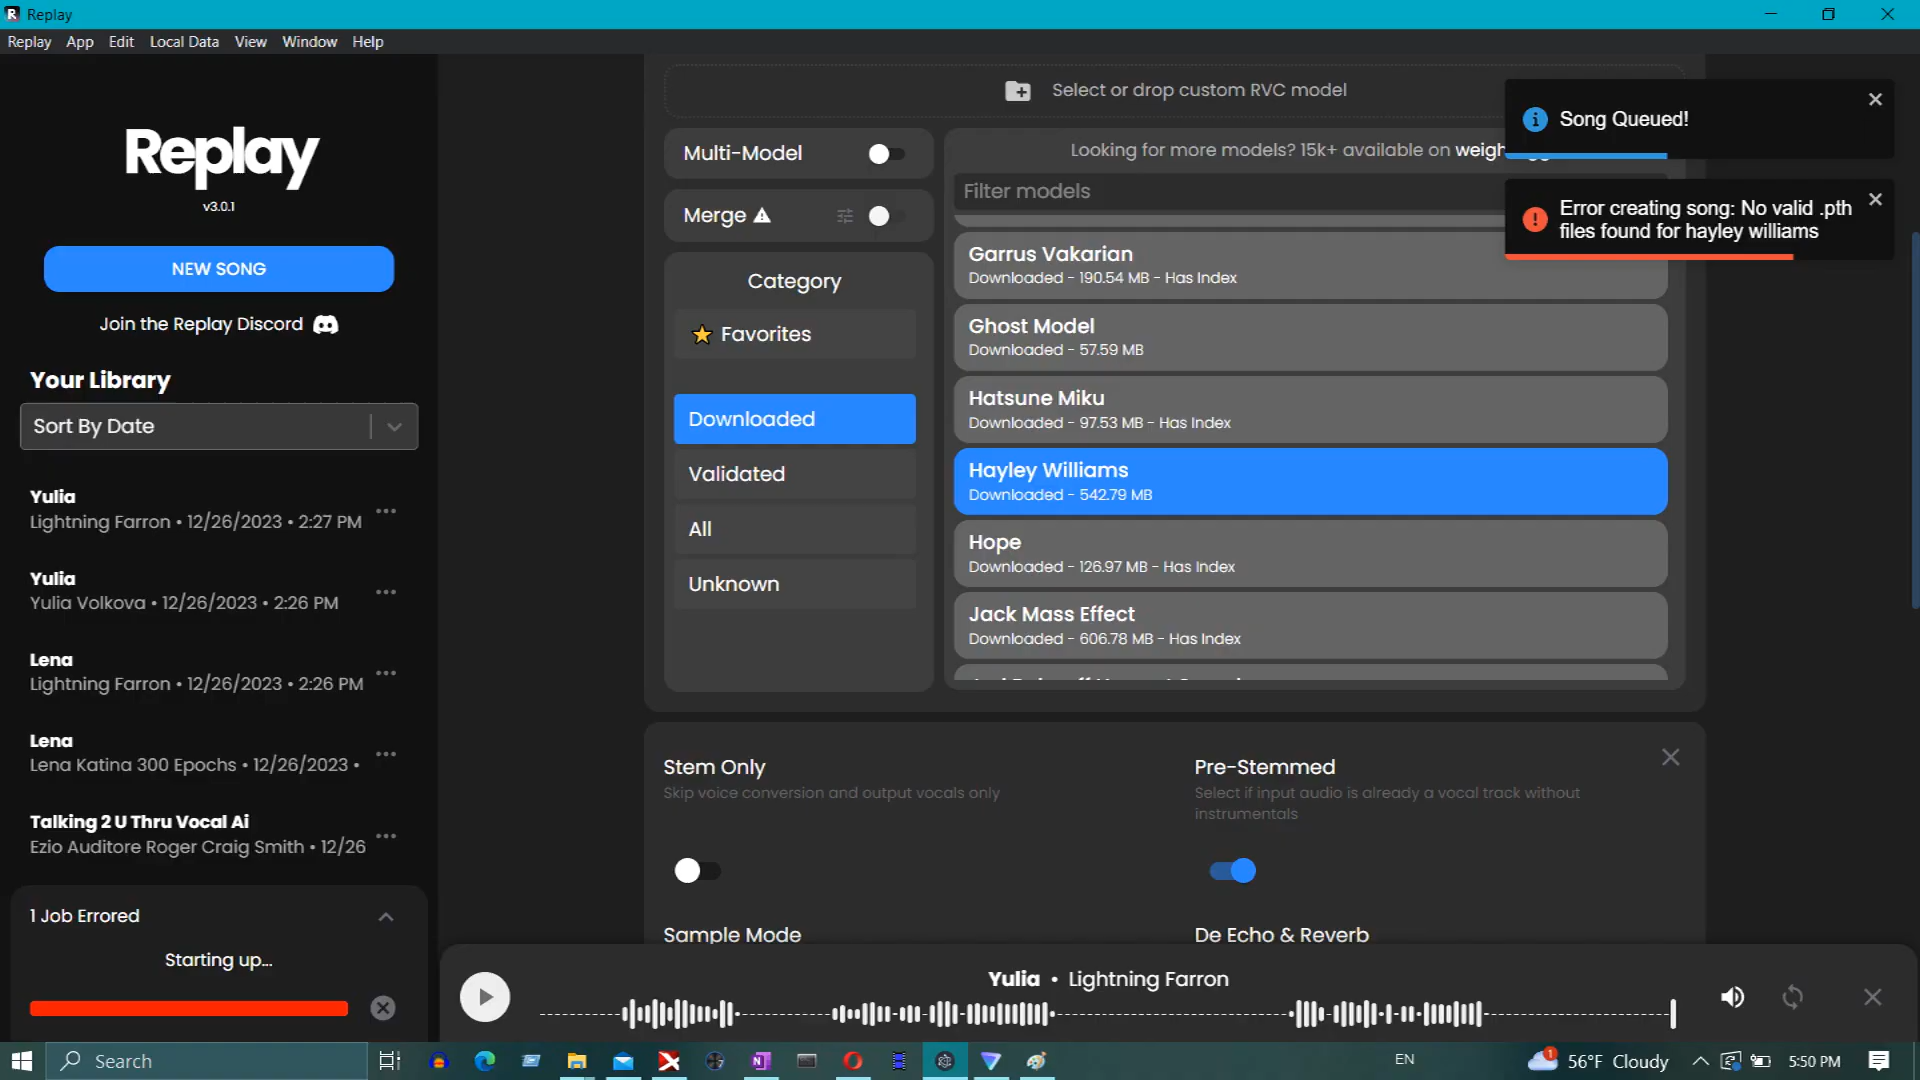 Replay
Replay App Edit Local Data View Window Help
Replay
v3.0.1
NEW SONG
Join the Replay Discord
Your Library
Sort By Date
Yulia
Lightning Farron • 12/26/2023 • 2:27 PM
Yulia
Yulia Volkova • 12/26/2023 • 2:26 PM
Lena
Lightning Farron • 12/26/2023 • 2:26 PM
Lena
Lena Katina 300 Epochs • 12/26/2023 •
Talking 2 U Thru Vocal Ai
Ezio Auditore Roger Craig Smith • 12/26
1 Job Errored
Starting up...
Select or drop custom RVC model
Multi-Model
Merge
Category
Favorites
Downloaded
Validated
All
Unknown
Looking for more models? 15k+ available on weigh
Filter models
Garrus Vakarian
Downloaded - 190.54 MB - Has Index
Ghost Model
Downloaded - 57.59 MB
Hatsune Miku
Downloaded - 97.53 MB - Has Index
Hayley Williams
Downloaded - 542.79 MB
Hope
Downloaded - 126.97 MB - Has Index
Jack Mass Effect
Downloaded - 606.78 MB - Has Index
Song Queued!
Error creating song: No valid .pth
files found for hayley williams
Stem Only
Skip voice conversion and output vocals only
Pre-Stemmed
Select if input audio is already a vocal track without
instrumentals
Sample Mode
De Echo & Reverb
Yulia • Lightning Farron
Search
EN
1
56°F Cloudy
5:50 PM